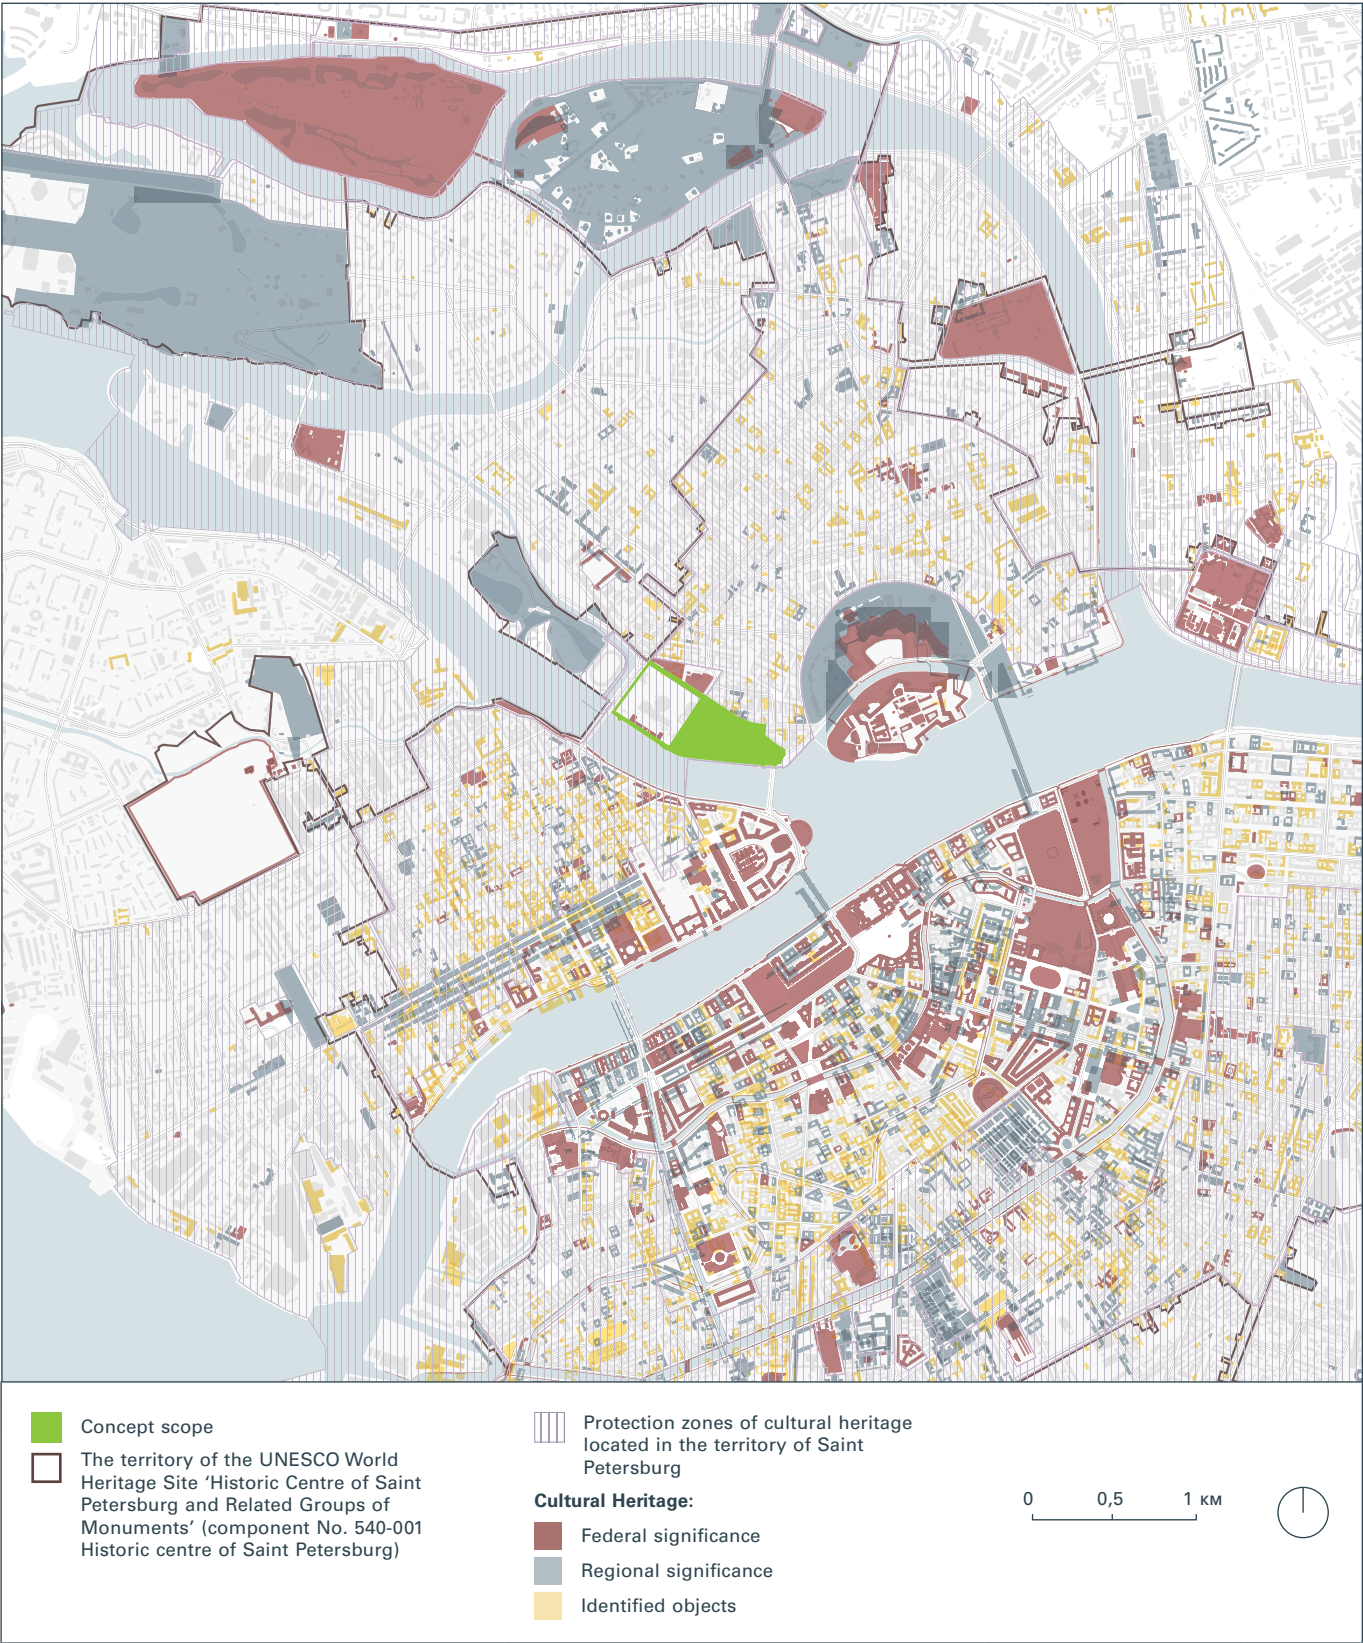 Concept scope
The territory of the UNESCO World
Heritage Site ‘Historic Centre of Saint
Petersburg and Related Groups of
Monuments’ (component No. 540-001
Historic centre of Saint Petersburg)
Protection zones of cultural heritage
located in the territory of Saint
Petersburg
Cultural Heritage:
Federal significance
Regional significance
Identified objects
0 0,5 1 км